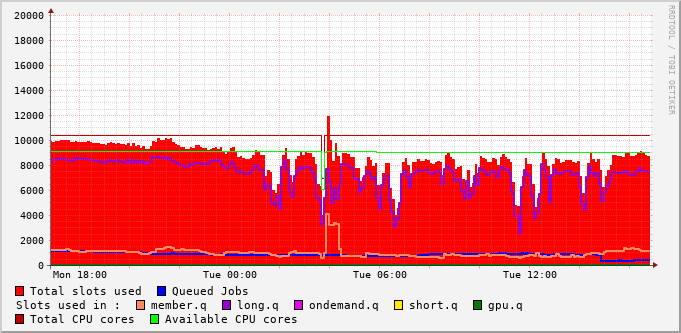 20000
18000
16000
14000
12000
10000
8000
6000
4000
2000
0
Mon 18:00 Tue 00:00 Tue 06:00 Tue 12:00
Total slots used Queued Jobs
Slots used in : member.q long.q ondemand.q short.q gpu.q
Total CPU cores Available CPU cores
RRDTOOL / TOBI OETIKER